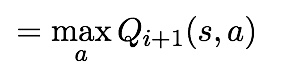 = max_a Q_{i+1}(s, a)